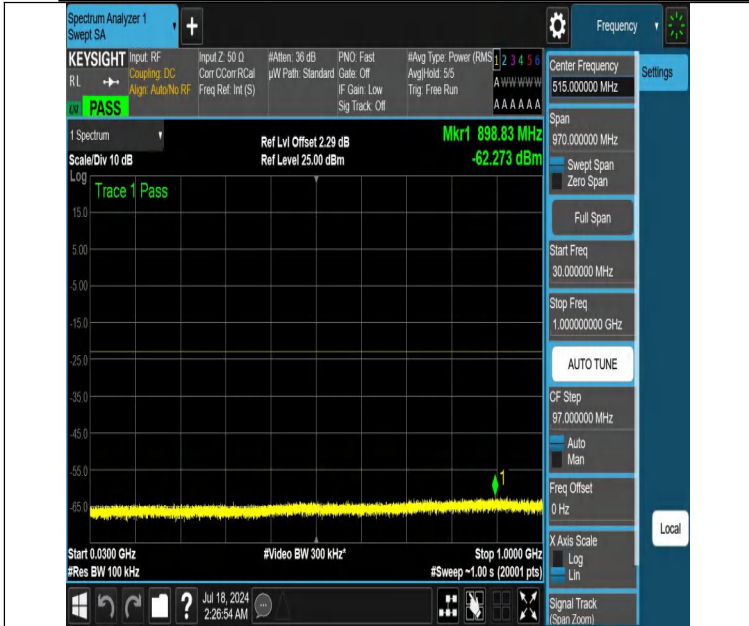 Spectrum Analyzer 1
Swept SA
+
Frequency
KEYSIGHT
RL
PASS
Input: RF
Coupling: DC
Align: Auto/No RF
Input Z: 50 Ω
Corr CCorr RCal
Freq Ref: Int (S)
#Atten: 36 dB
µW Path: Standard
PNO: Fast
Gate: Off
IF Gain: Low
Sig Track: Off
#Avg Type: Power (RMS
Avg|Hold: 5/5
Trig: Free Run
1 2 3 4 5 6
A W W W W W
A A A A A A
1 Spectrum
Scale/Div 10 dB
Ref Lvl Offset 2.29 dB
Ref Level 25.00 dBm
Mkr1 898.83 MHz
-62.273 dBm
Log
Trace 1 Pass
15.0
5.00
-5.00
-15.0
-25.0
-35.0
-45.0
-55.0
-65.0
1
Start 0.0300 GHz
#Res BW 100 kHz
#Video BW 300 kHz*
Stop 1.0000 GHz
#Sweep ~1.00 s (20001 pts)
Jul 18, 2024
2:26:54 AM
Center Frequency
515.000000 MHz
Settings
Span
970.000000 MHz
Swept Span
Zero Span
Full Span
Start Freq
30.000000 MHz
Stop Freq
1.000000000 GHz
AUTO TUNE
CF Step
97.000000 MHz
Auto
Man
Freq Offset
0 Hz
X Axis Scale
Log
Lin
Local
Signal Track
(Span Zoom)